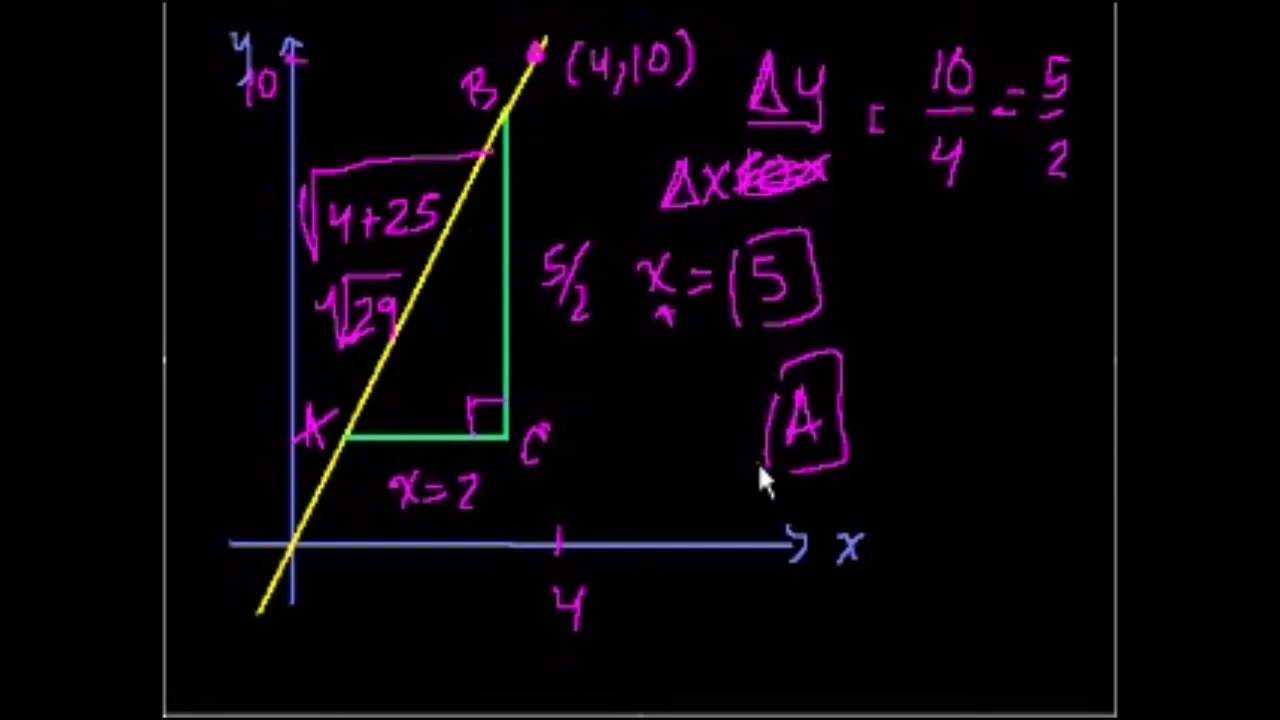 y
10
B
(4,10)
Δy
Δx
= 10/4 = 5/2
√4+25
√29
5/2 x = 5
A
A
C
x=2
x
4